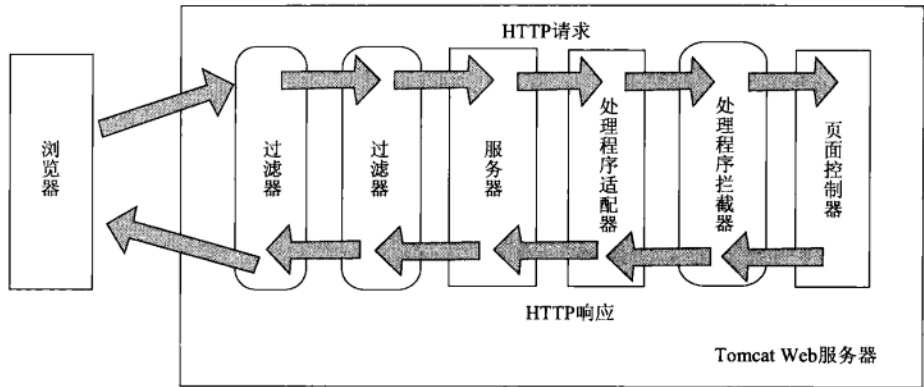 HTTP请求
浏览器
过滤器
过滤器
服务器
处理程序适配器
处理程序拦截器
页面控制器
HTTP响应
Tomcat Web服务器